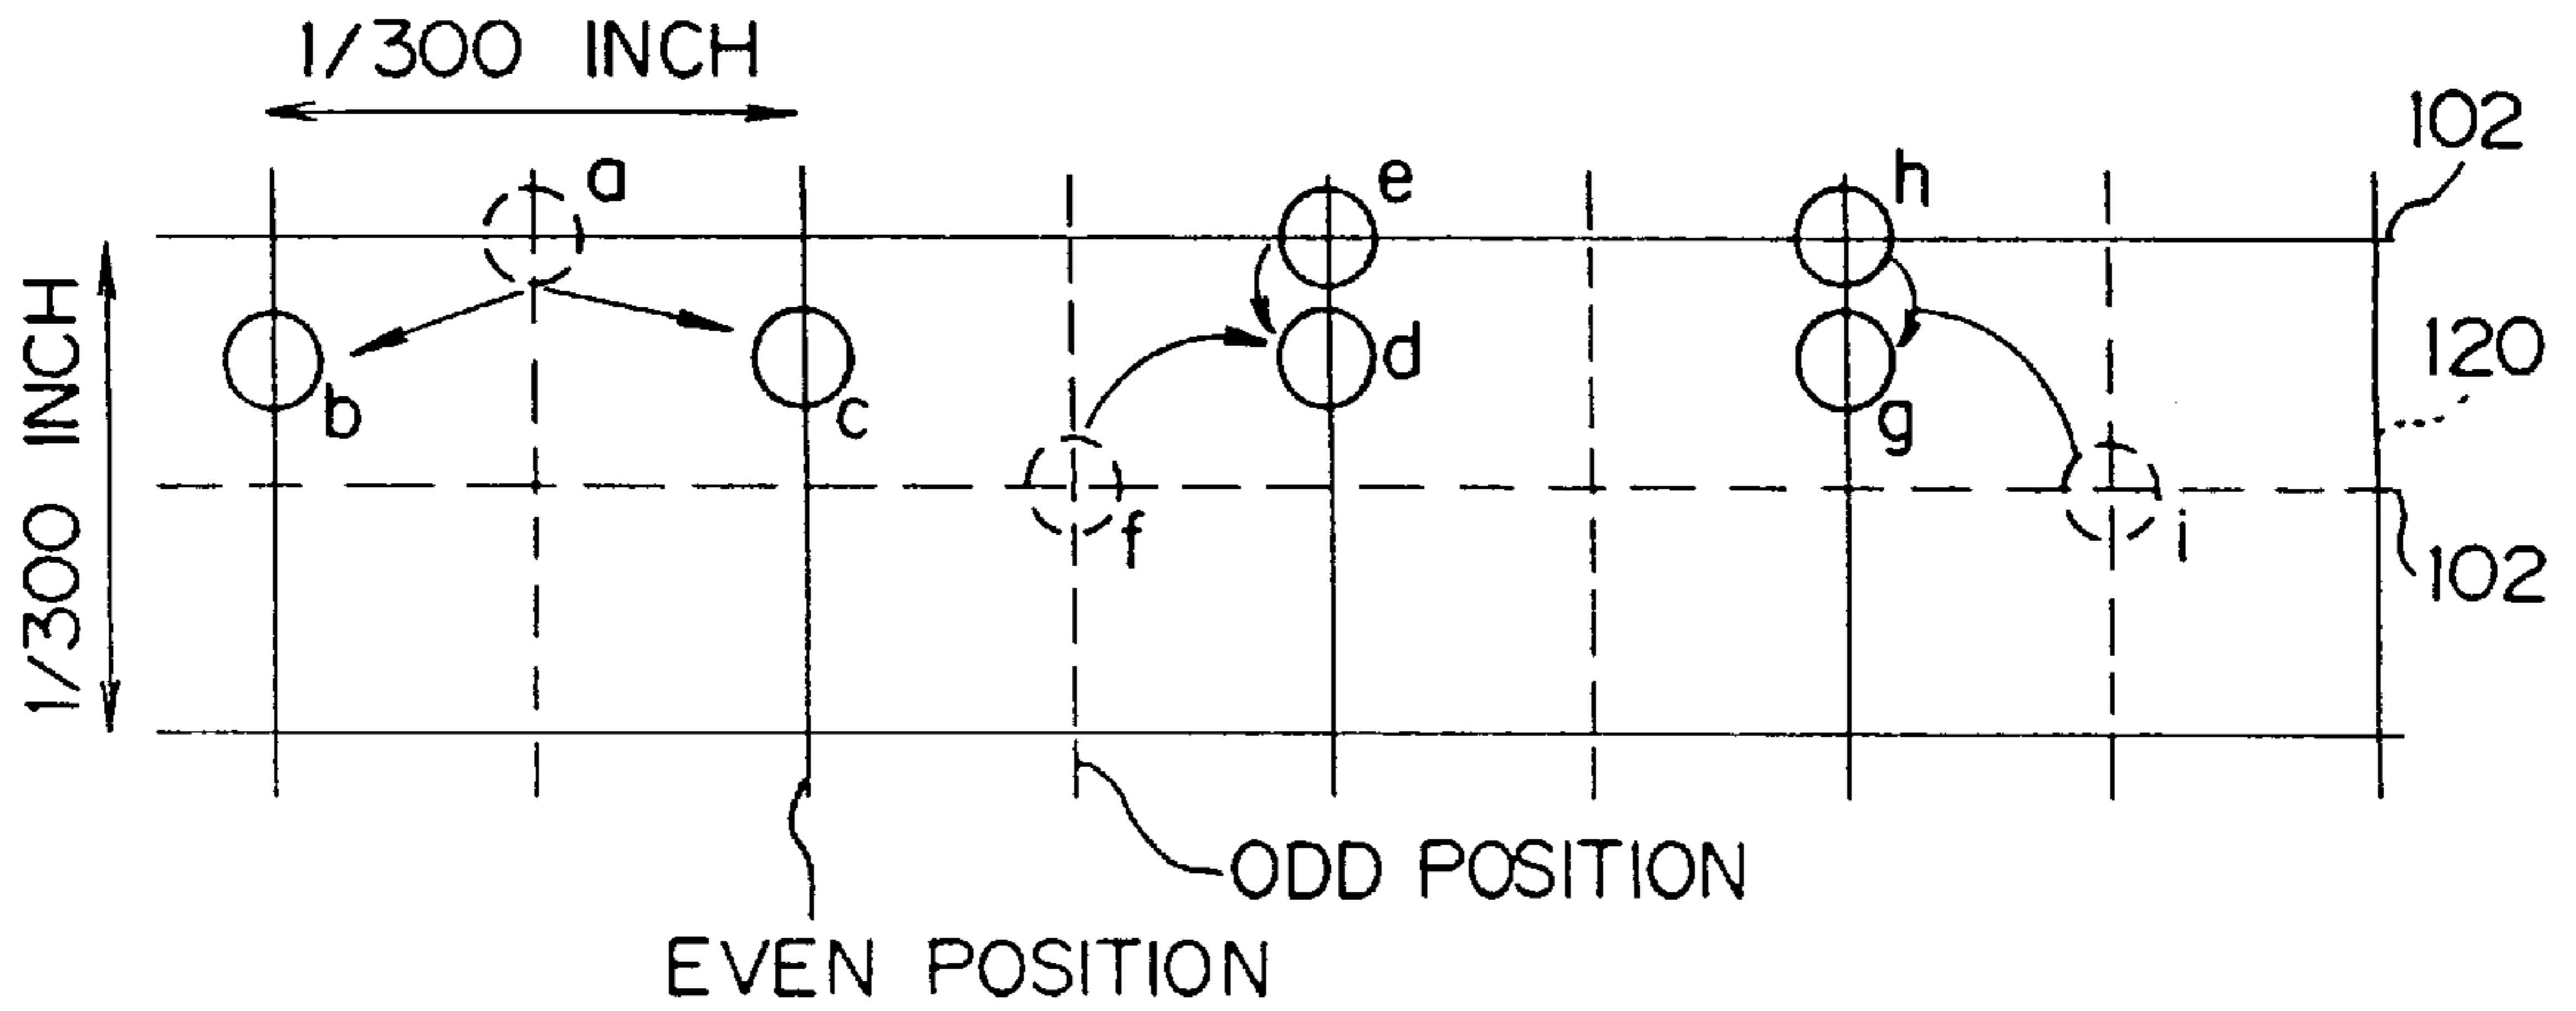 1/300 INCH
102
a
e
h
1/300 INCH
120
b
c
d
g
f
i
102
ODD POSITION
EVEN POSITION